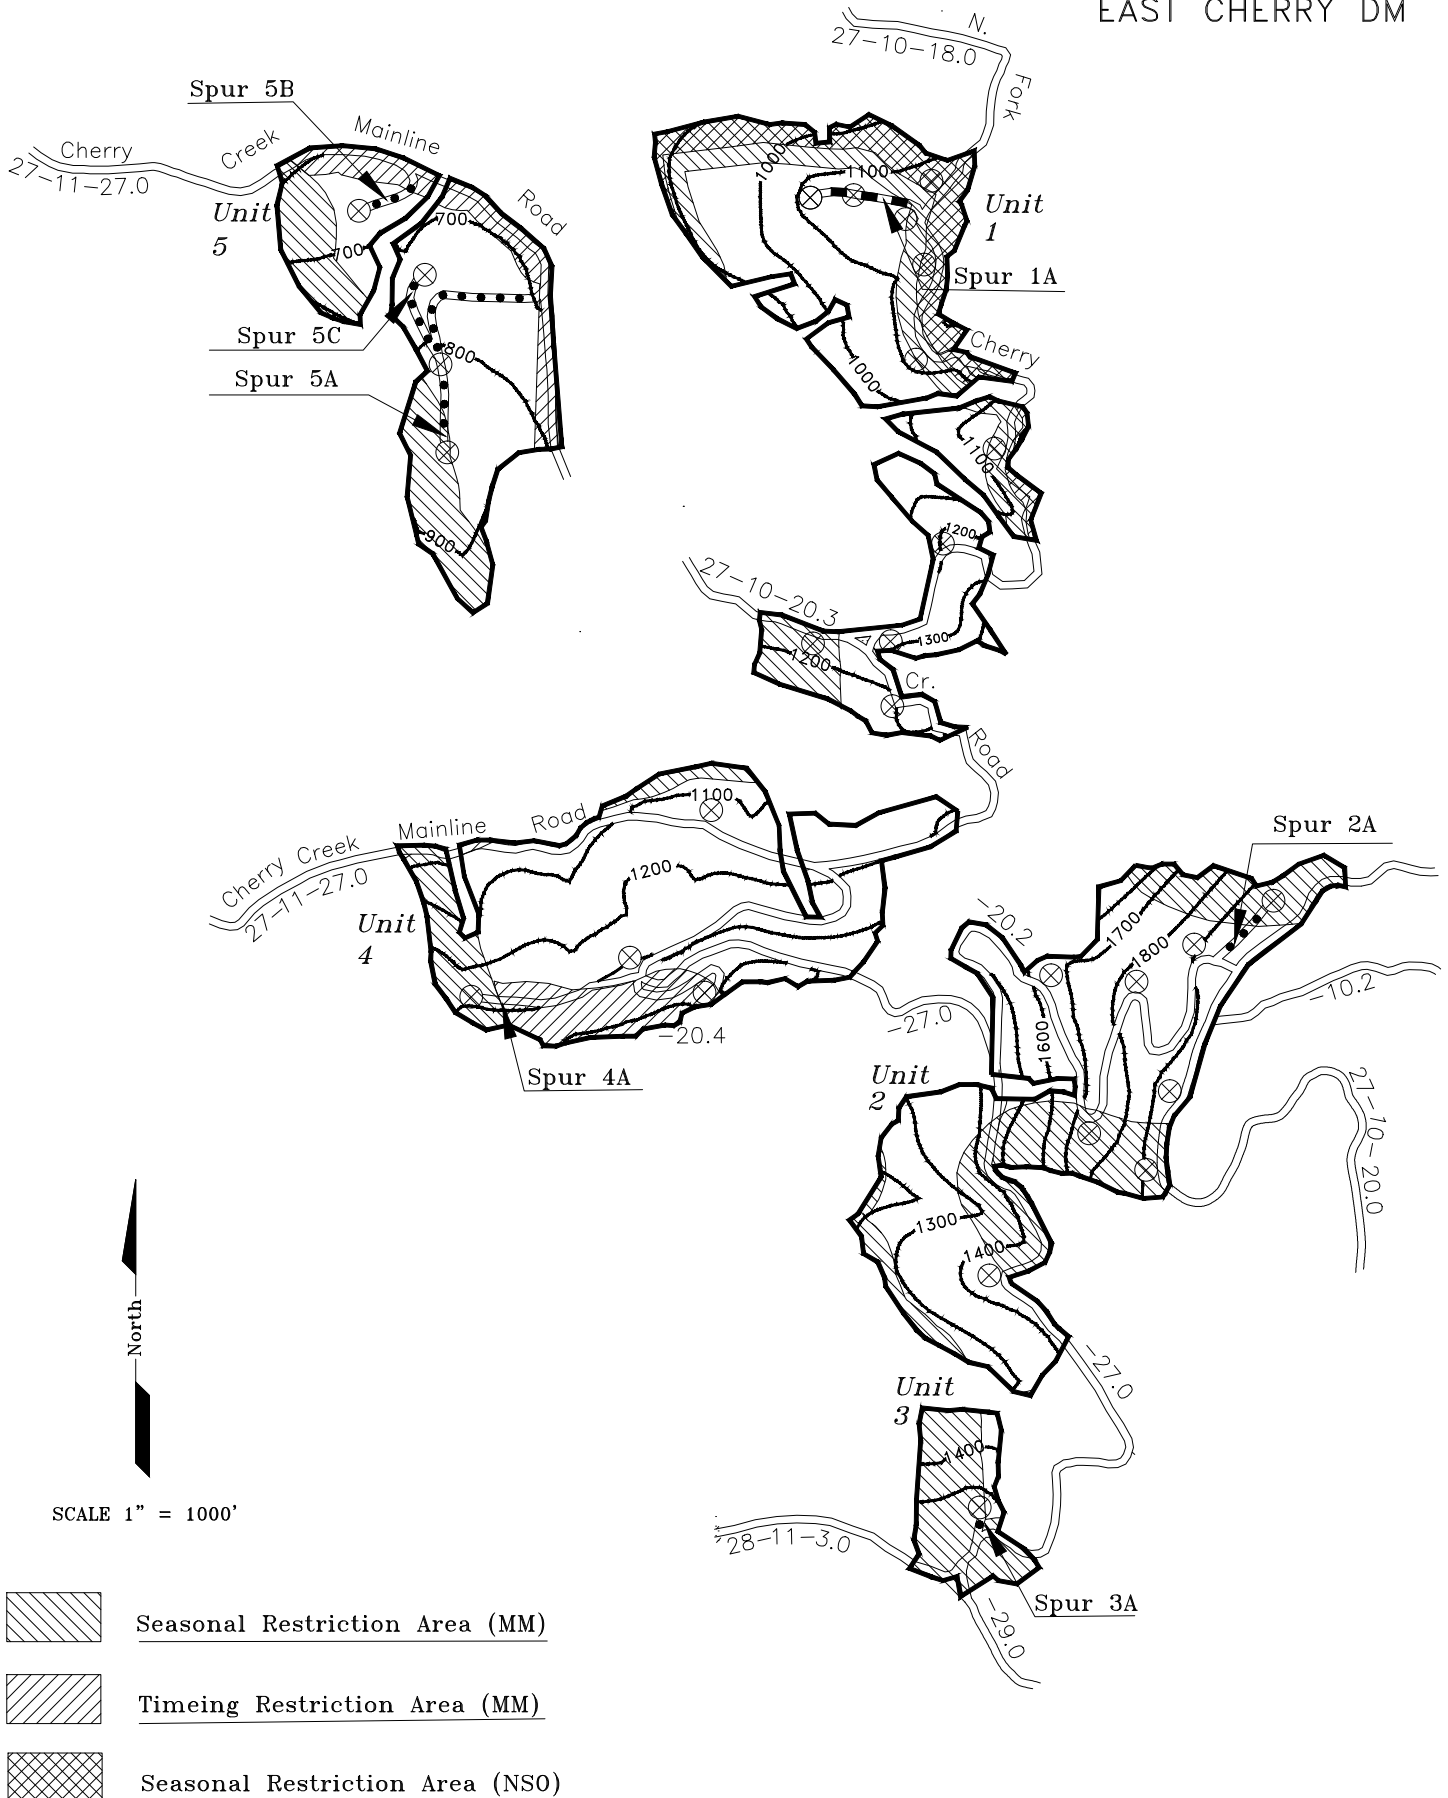 EAST CHERRY DM
N.
27-10-18.0
Fork
Spur 5B
Mainline
Creek
Cherry
27-11-27.0
Road
Unit
5
700
700
1000
1100
Unit
1
Spur 1A
Spur 5C
800
Spur 5A
Cherry
1000
1100
900
1200
27-10-20.3
1300
1200
Cr.
Road
1100
Road
Mainline
Cherry Creek
27-11-27.0
1200
Unit
4
Spur 2A
-20.2
1700
1800
-10.2
-27.0
-20.4
1600
Spur 4A
Unit
2
27-10-20.0
1300
1400
North
-27.0
Unit
3
1400
SCALE 1" = 1000'
28-11-3.0
Spur 3A
-29.0
Seasonal Restriction Area (MM)
Timeing Restriction Area (MM)
Seasonal Restriction Area (NSO)